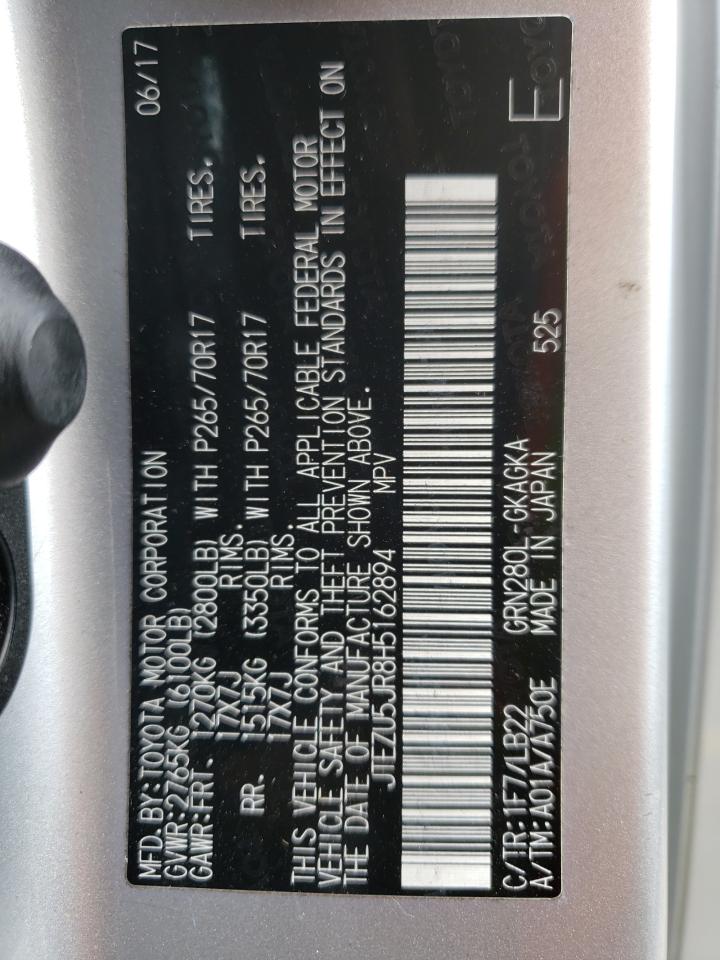 MFD.BY:TOYOTA MOTOR CORPORATION 06/17
GVWR:2765KG (6100LB)
GAWR:FRT. 1270KG (2800LB) WITH P265/70R17 TIRES.
17X7J RIMS.
RR. 1515KG (3350LB) WITH P265/70R17 TIRES.
17X7J RIMS.
THIS VEHICLE CONFORMS TO ALL APPLICABLE FEDERAL MOTOR
VEHICLE SAFETY AND THEFT PREVENTION STANDARDS IN EFFECT ON
THE DATE OF MANUFACTURE SHOWN ABOVE.
JTEZU5JR8H5162894 MPV
C/TR:1F7/LB22 GRN280L-GKAGKA
A/TM:A01A/A750E MADE IN JAPAN 525 E